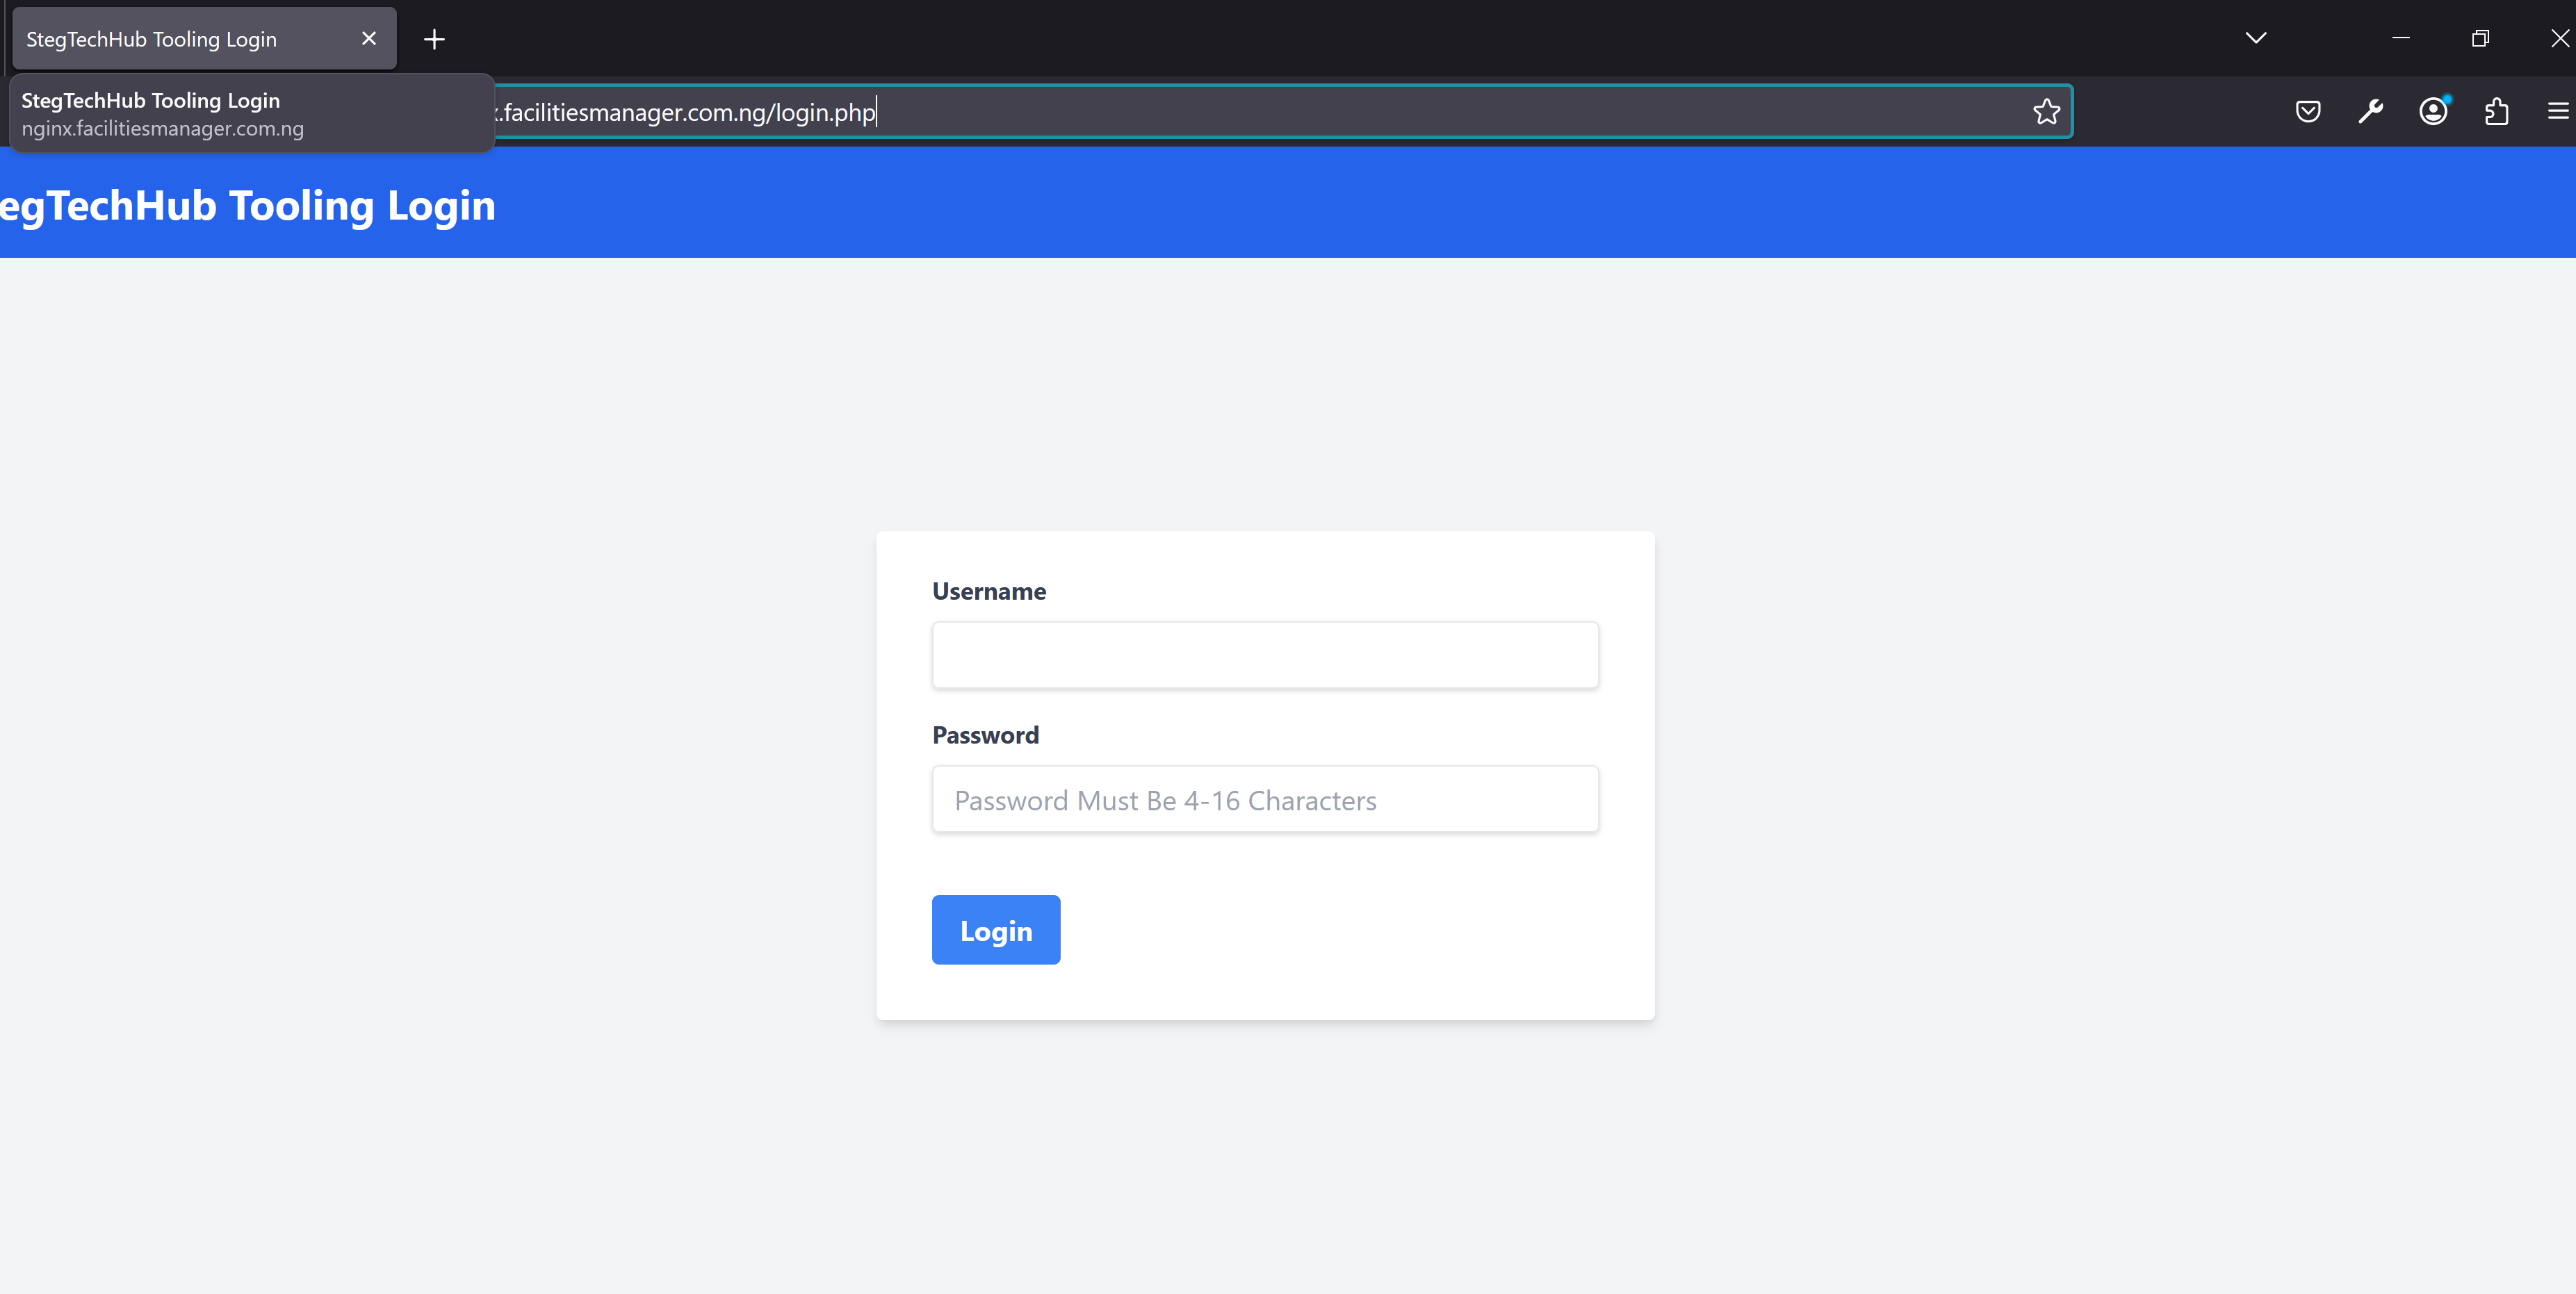 StegTechHub Tooling Login
StegTechHub Tooling Login
nginx.facilitiesmanager.com.ng
.facilitiesmanager.com.ng/login.php
egTechHub Tooling Login
Username
Password
Password Must Be 4-16 Characters
Login